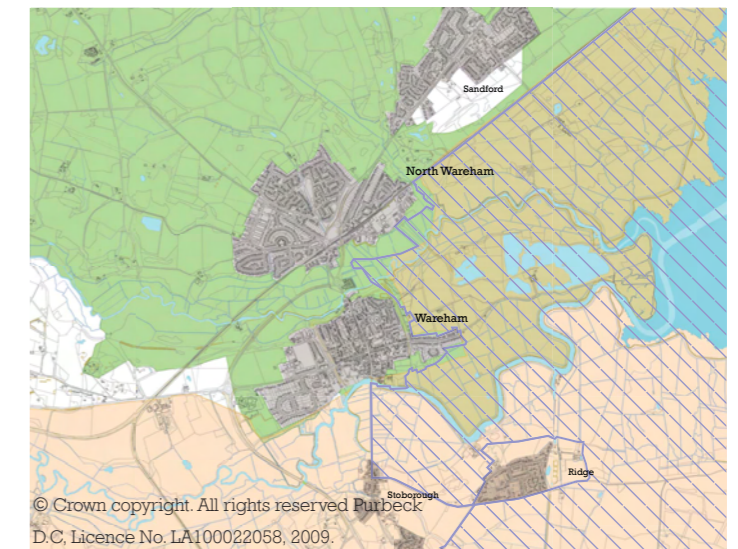 Sandford
North Wareham
Wareham
Ridge
Stoborough
© Crown copyright. All rights reserved Purbeck
D.C, Licence No. LA100022058, 2009.